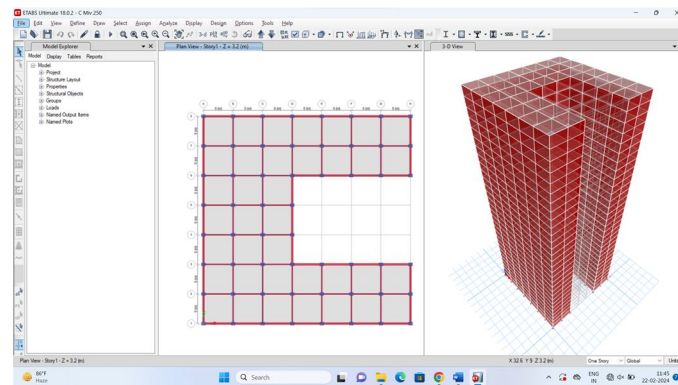 ETABS Ultimate 18.0.2 - C Miv 250
File Edit View Define Draw Select Assign Analyze Display Design Options Tools Help
Model Explorer
Plan View - Story1 - Z = 3.2 (m)
3-D View
Model Display Tables Reports
Model
Project
Structure Layout
Properties
Structural Objects
Groups
Loads
Named Output Items
Named Plots
Plan View - Story1 - Z = 3.2 (m)
X 32.6 Y 9 Z 3.2 (m)
One Story
Global
Units
86°F
Haze
Search
ENG
IN
11:45
22-02-2024